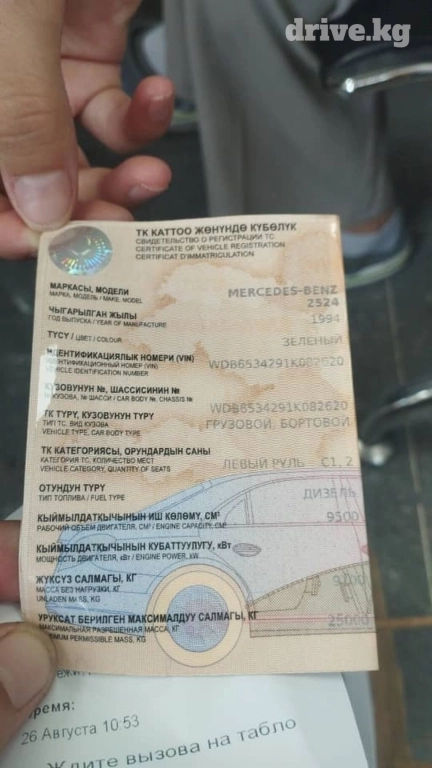 drive.kg
ТК КАТТОО ЖӨНҮНДӨ КҮБӨЛҮК
СВИДЕТЕЛЬСТВО О РЕГИСТРАЦИИ ТС
CERTIFICATE OF VEHICLE REGISTRATION
CERTIFICAT D'IMMATRICULATION
МАРКАСЫ, МОДЕЛИ
МАРКА, МОДЕЛЬ / MAKE, MODEL
MERCEDES-BENZ
2524
ЧЫГАРЫЛГАН ЖЫЛЫ
ГОД ВЫПУСКА / YEAR OF MANUFACTURE
1994
ТҮСҮ / ЦВЕТ / COLOUR
ЗЕЛЕНЫЙ
ИДЕНТИФИКАЦИЯЛЫК НОМЕРИ (VIN)
ИДЕНТИФИКАЦИОННЫЙ НОМЕР (VIN)
VEHICLE IDENTIFICATION NUMBER
WDB6534291K082620
КУЗОВУНУН №, ШАССИСИНИН №
№ КУЗОВА, № ШАССИ / CAR BODY №, CHASSIS №
WDB6534291K082620
ТК ТҮРҮ, КУЗОВУНУН ТҮРҮ
ТИП ТС, ВИД КУЗОВА
VEHICLE TYPE, CAR BODY TYPE
ГРУЗОВОЙ, БОРТОВОЙ
ТК КАТЕГОРИЯСЫ, ОРУНДАРДЫН САНЫ
КАТЕГОРИЯ ТС, КОЛИЧЕСТВО МЕСТ
VEHICLE CATEGORY, QUANTITY OF SEATS
ЛЕВЫЙ РУЛЬ C1, 2
ОТУНДУН ТҮРҮ
ТИП ТОПЛИВА / FUEL TYPE
ДИЗЕЛЬ
КЫЙМЫЛДАТКЫЧЫНЫН ИШ КӨЛӨМҮ, СМ³
РАБОЧИЙ ОБЪЕМ ДВИГАТЕЛЯ, СМ³ / ENGINE CAPACITY, СМ³
9500
КЫЙМЫЛДАТКЫЧЫНЫН КУБАТТУУЛУГУ, кВт
МОЩНОСТЬ ДВИГАТЕЛЯ, кВт / ENGINE POWER, kW
ЖҮКСҮЗ САЛМАГЫ, КГ
МАССА БЕЗ НАГРУЗКИ, КГ
UNLADEN MASS, KG
УРУКСАТ БЕРИЛГЕН МАКСИМАЛДУУ САЛМАГЫ, КГ
МАКСИМАЛЬНАЯ РАЗРЕШЕННАЯ МАССА, КГ
PERMISSIBLE MASS, KG
25000
время:
26 Августа 10:53
Ждите вызова на табло